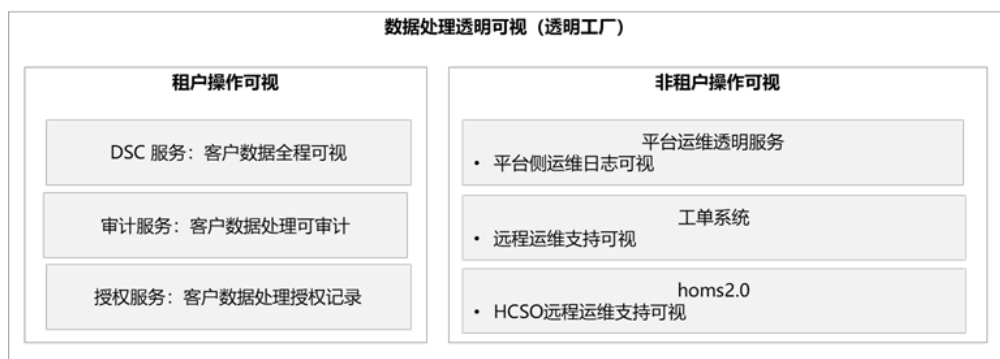 数据处理透明可视（透明工厂）
租户操作可视
DSC 服务：客户数据全程可视
审计服务：客户数据处理可审计
授权服务：客户数据处理授权记录
非租户操作可视
平台运维透明服务
• 平台侧运维日志可视
工单系统
• 远程运维支持可视
homs2.0
• HCSO远程运维支持可视